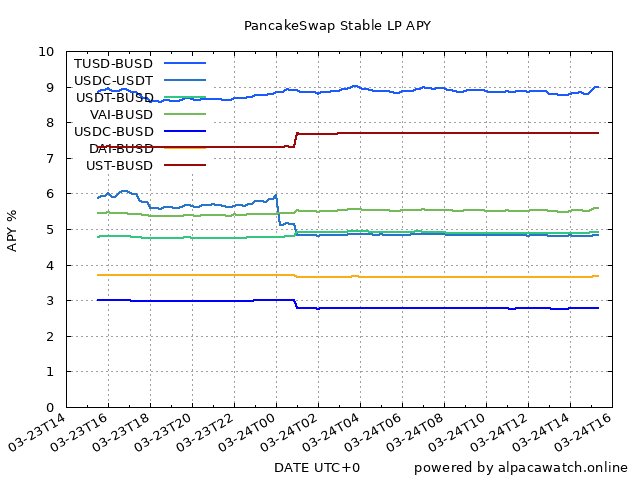 PancakeSwap Stable LP APY
TUSD-BUSD
USDC-USDT
USDT-BUSD
VAI-BUSD
USDC-BUSD
DAI-BUSD
UST-BUSD
10
9
8
7
6
5
4
3
2
1
0
APY %
03-23T14
03-23T16
03-23T18
03-23T20
03-23T22
03-24T00
03-24T02
03-24T04
03-24T06
03-24T08
03-24T10
03-24T12
03-24T14
03-24T16
DATE UTC+0
powered by alpacawatch.online